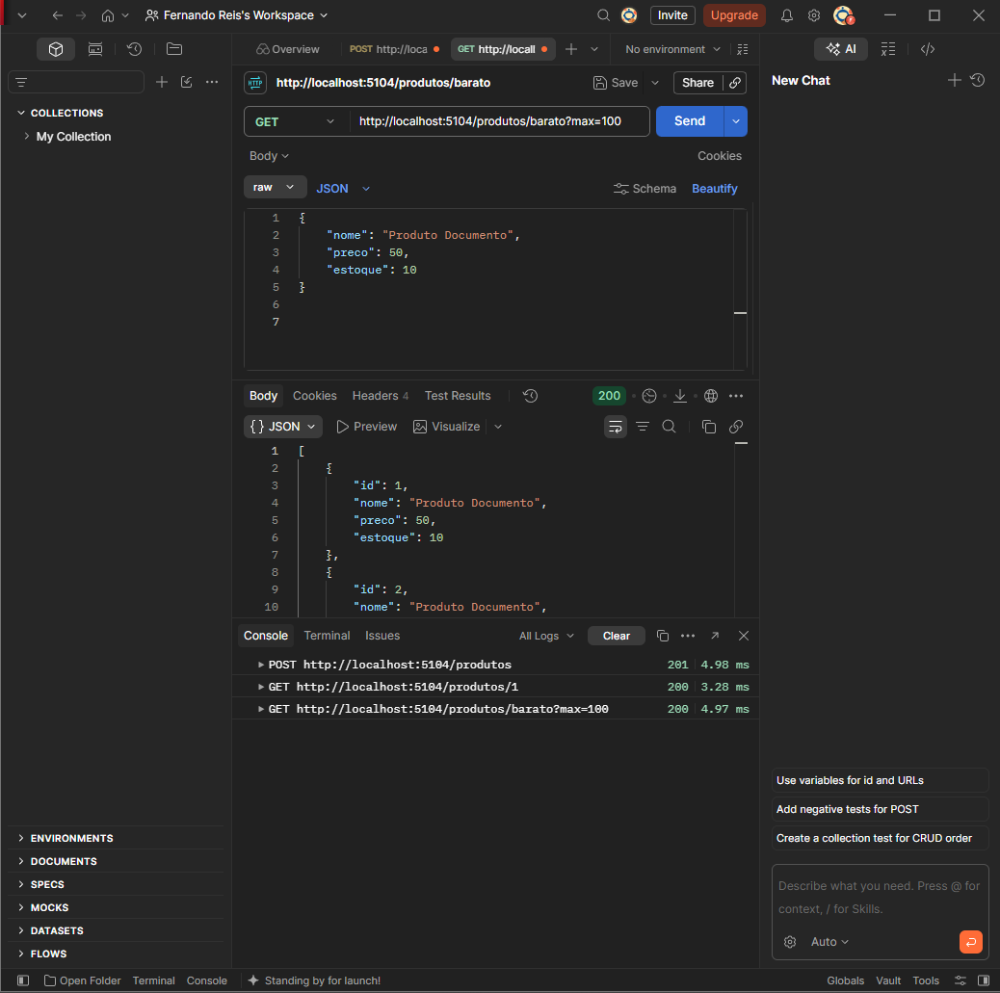 Fernando Reis's Workspace
Invite
Upgrade
Overview
POST http://loca
GET http://locall
No environment
AI
HTTP
http://localhost:5104/produtos/barato
Save
Share
New Chat
COLLECTIONS
My Collection
GET
http://localhost:5104/produtos/barato?max=100
Send
Body
Cookies
raw
JSON
Schema
Beautify
1 {
2 "nome": "Produto Documento",
3 "preco": 50,
4 "estoque": 10
5 }
6
7
Body
Cookies
Headers 4
Test Results
200
{} JSON
Preview
Visualize
1 [
2 {
3 "id": 1,
4 "nome": "Produto Documento",
5 "preco": 50,
6 "estoque": 10
7 },
8 {
9 "id": 2,
10 "nome": "Produto Documento",
Console
Terminal
Issues
All Logs
Clear
POST http://localhost:5104/produtos 201 4.98 ms
GET http://localhost:5104/produtos/1 200 3.28 ms
GET http://localhost:5104/produtos/barato?max=100 200 4.97 ms
ENVIRONMENTS
DOCUMENTS
SPECS
MOCKS
DATASETS
FLOWS
Use variables for id and URLs
Add negative tests for POST
Create a collection test for CRUD order
Describe what you need. Press @ for
context, / for Skills.
Auto
Open Folder
Terminal
Console
Standing by for launch!
Globals
Vault
Tools